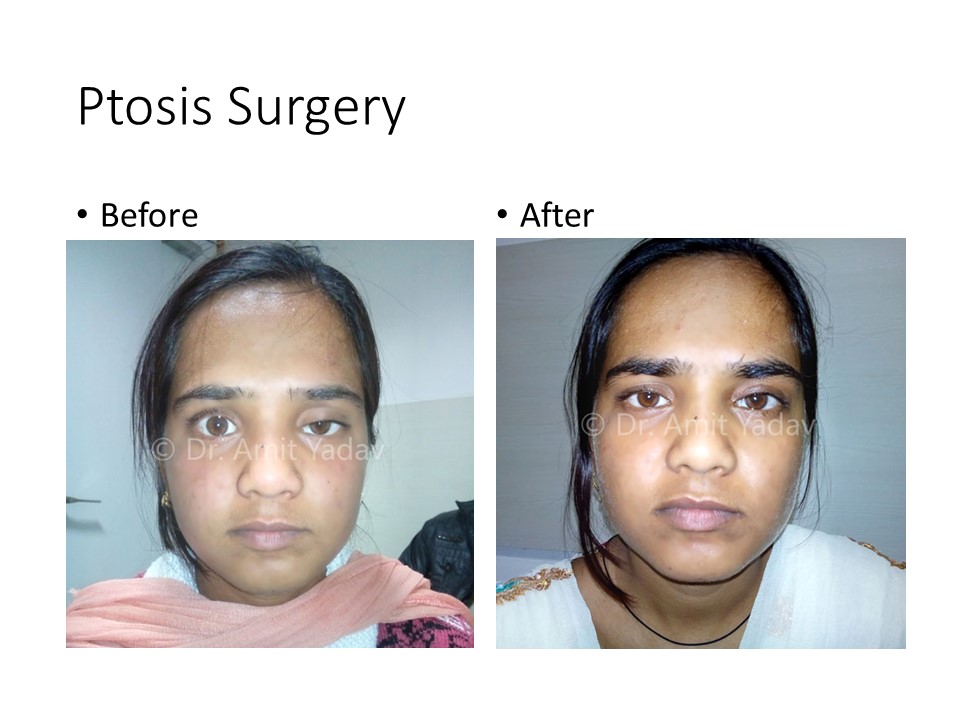 Ptosis Surgery
• Before
• After
© Dr. Amit Yadav
© Dr. Amit Yadav